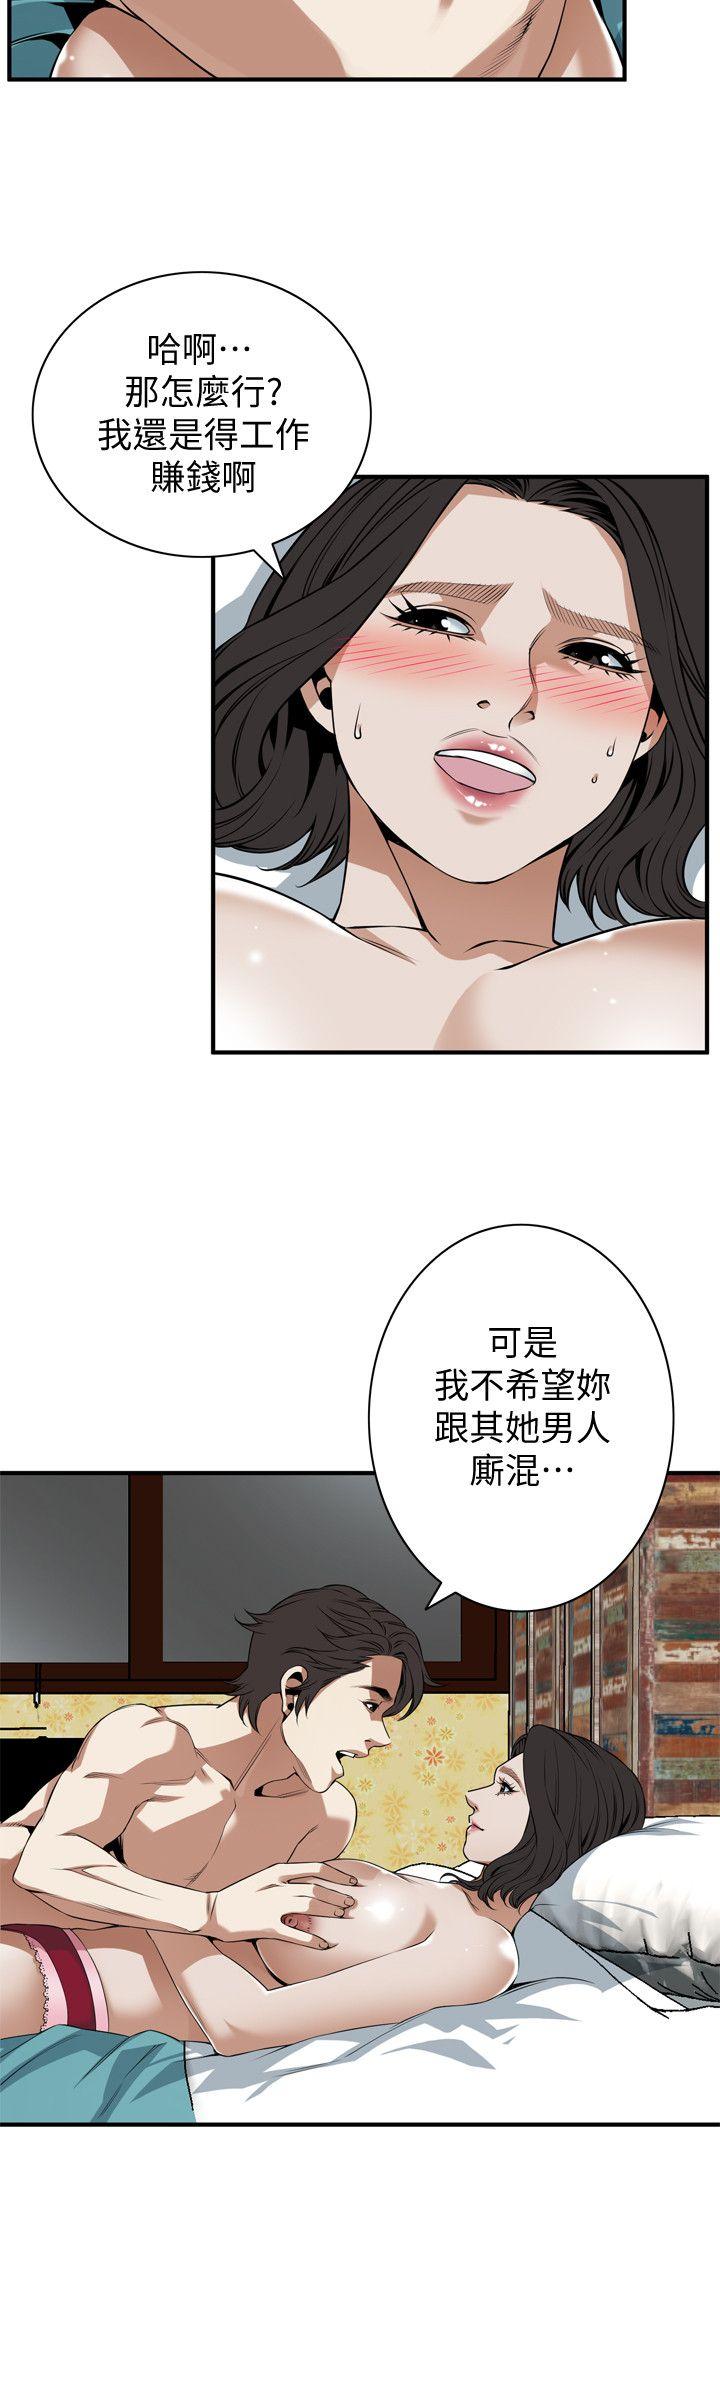 哈啊…
那怎麼行?
我還是得工作
賺錢啊
可是
我不希望妳
跟其她男人
廝混…